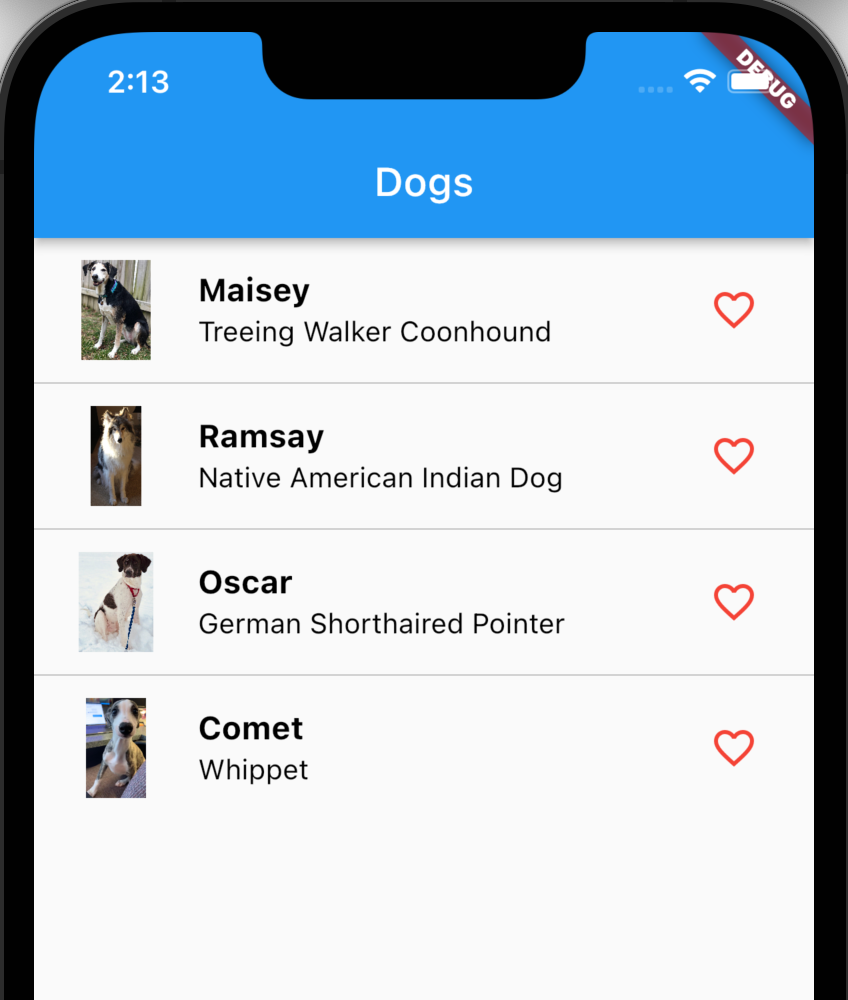 2:13
DEBUG
Dogs
Maisey
Treeing Walker Coonhound
Ramsay
Native American Indian Dog
Oscar
German Shorthaired Pointer
Comet
Whippet